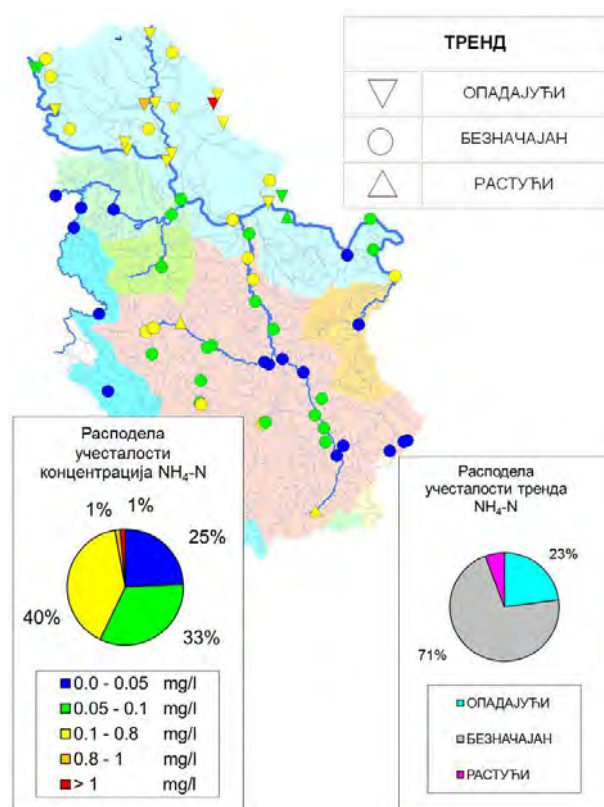 ТРЕНД
ОПАДАЈУЋИ
БЕЗНАЧАЈАН
РАСТУЋИ
Расподела
учесталости
концентрација NH₄-N
1%
1%
25%
40%
33%
0.0 - 0.05 mg/l
0.05 - 0.1 mg/l
0.1 - 0.8 mg/l
0.8 - 1 mg/l
> 1 mg/l
Расподела
учесталости тренда
NH₄-N
23%
71%
ОПАДАЈУЋИ
БЕЗНАЧАЈАН
РАСТУЋИ